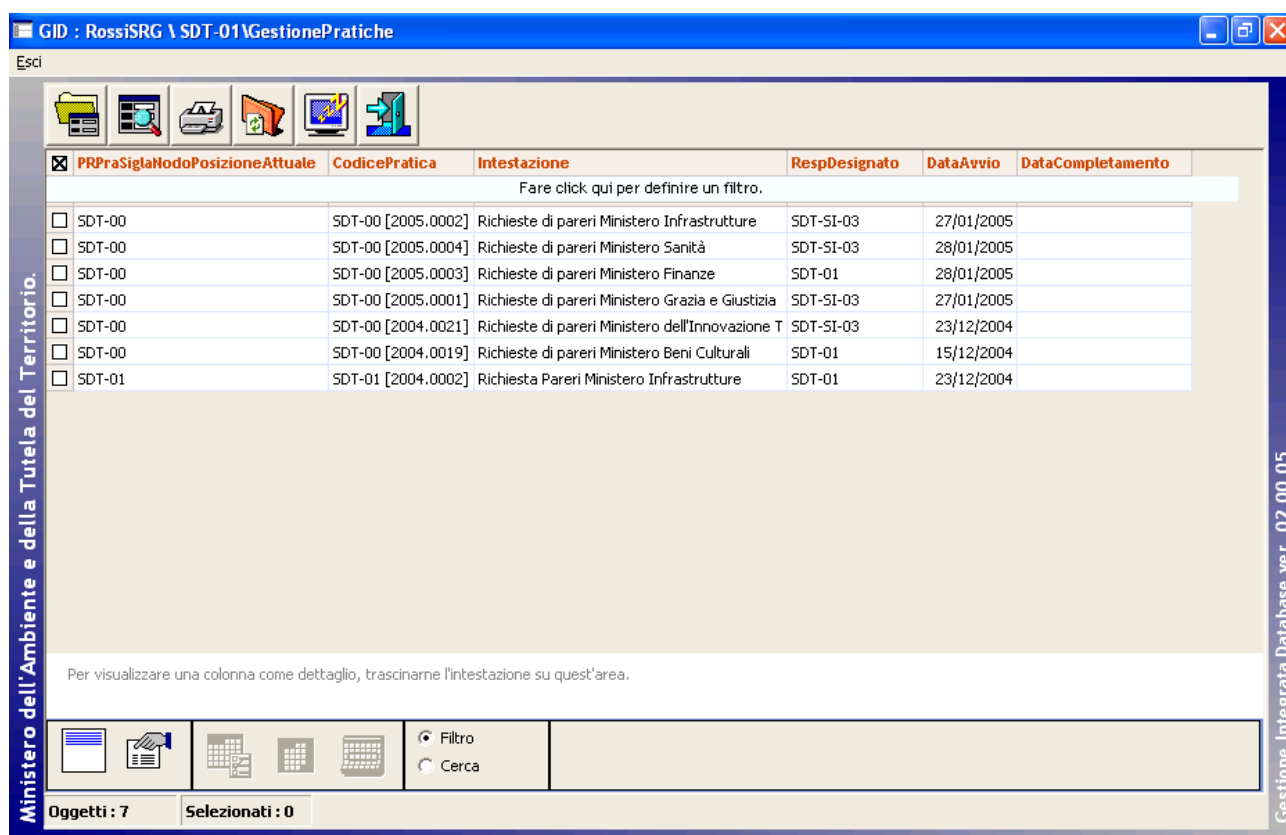 GID : RossiSRG \ SDT-01\GestionePratiche
Esci
PRPraSiglaNodoPosizioneAttuale CodicePratica Intestazione RespDesignato DataAvvio DataCompletamento
Fare click qui per definire un filtro.
SDT-00 SDT-00 [2005.0002] Richieste di pareri Ministero Infrastrutture SDT-SI-03 27/01/2005
SDT-00 SDT-00 [2005.0004] Richieste di pareri Ministero Sanità SDT-SI-03 28/01/2005
SDT-00 SDT-00 [2005.0003] Richieste di pareri Ministero Finanze SDT-01 28/01/2005
SDT-00 SDT-00 [2005.0001] Richieste di pareri Ministero Grazia e Giustizia SDT-SI-03 27/01/2005
SDT-00 SDT-00 [2004.0021] Richieste di pareri Ministero dell'Innovazione T SDT-SI-03 23/12/2004
SDT-00 SDT-00 [2004.0019] Richieste di pareri Ministero Beni Culturali SDT-01 15/12/2004
SDT-01 SDT-01 [2004.0002] Richiesta Pareri Ministero Infrastrutture SDT-01 23/12/2004
Per visualizzare una colonna come dettaglio, trascinarne l'intestazione su quest'area.
Filtro
Cerca
Oggetti : 7 Selezionati : 0
Ministero dell'Ambiente e della Tutela del Territorio.
Gestione Integrata Database ver. 02.00.05